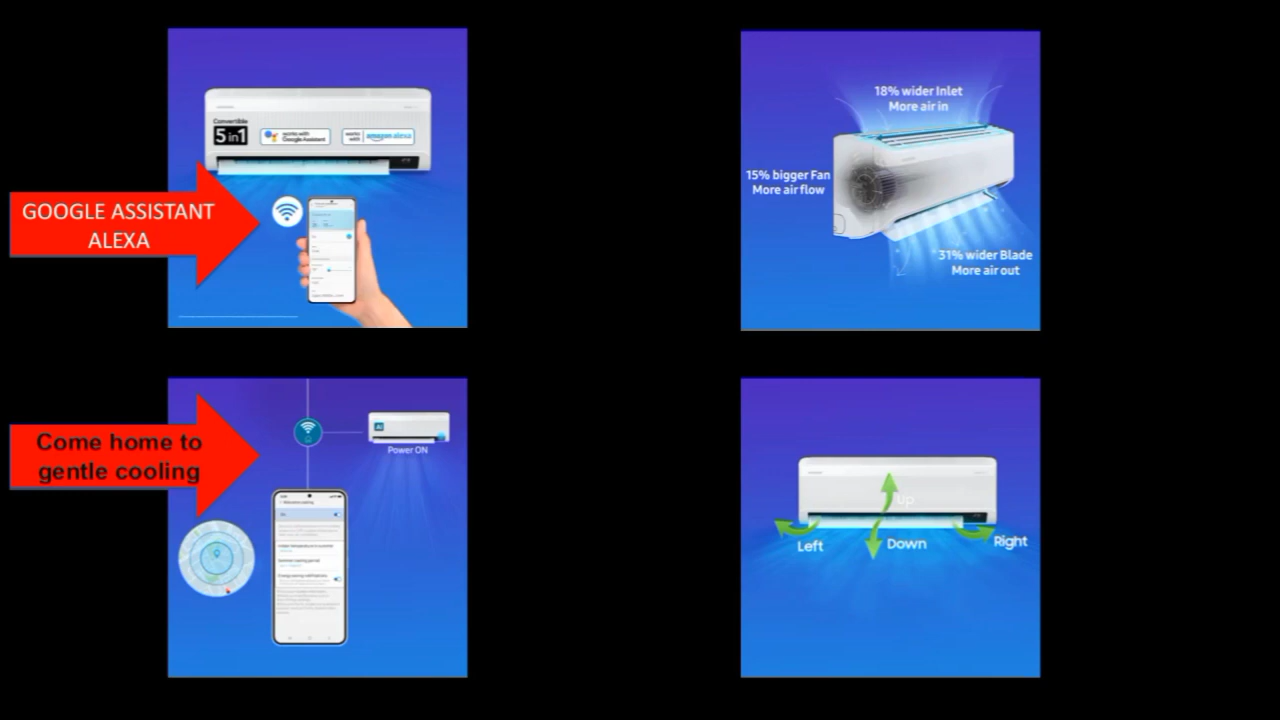 Convertible
5in1
works with
Google Assistant
works
with
amazon alexa
GOOGLE ASSISTANT
ALEXA
18% wider Inlet
More air in
15% bigger Fan
More air flow
31% wider Blade
More air out
Come home to
gentle cooling
AI
Power ON
up
Left
Down
Right